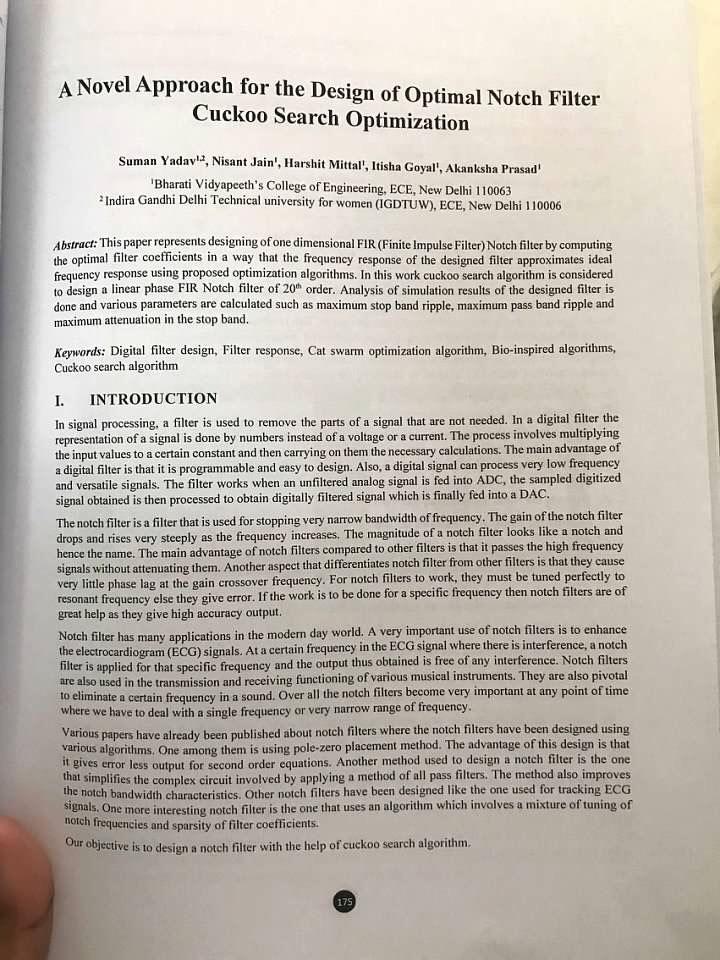 A Novel Approach for the Design of Optimal Notch Filter
Cuckoo Search Optimization
Suman Yadav¹,², Nisant Jain¹, Harshit Mittal¹, Itisha Goyal¹, Akanksha Prasad¹
¹Bharati Vidyapeeth's College of Engineering, ECE, New Delhi 110063
² Indira Gandhi Delhi Technical university for women (IGDTUW), ECE, New Delhi 110006
Abstract: This paper represents designing of one dimensional FIR (Finite Impulse Filter) Notch filter by computing
the optimal filter coefficients in a way that the frequency response of the designed filter approximates ideal
frequency response using proposed optimization algorithms. In this work cuckoo search algorithm is considered
to design a linear phase FIR Notch filter of 20th order. Analysis of simulation results of the designed filter is
done and various parameters are calculated such as maximum stop band ripple, maximum pass band ripple and
maximum attenuation in the stop band.
Keywords: Digital filter design, Filter response, Cat swarm optimization algorithm, Bio-inspired algorithms,
Cuckoo search algorithm
I. INTRODUCTION
In signal processing, a filter is used to remove the parts of a signal that are not needed. In a digital filter the
representation of a signal is done by numbers instead of a voltage or a current. The process involves multiplying
the input values to a certain constant and then carrying on them the necessary calculations. The main advantage of
a digital filter is that it is programmable and easy to design. Also, a digital signal can process very low frequency
and versatile signals. The filter works when an unfiltered analog signal is fed into ADC, the sampled digitized
signal obtained is then processed to obtain digitally filtered signal which is finally fed into a DAC.
The notch filter is a filter that is used for stopping very narrow bandwidth of frequency. The gain of the notch filter
drops and rises very steeply as the frequency increases. The magnitude of a notch filter looks like a notch and
hence the name. The main advantage of notch filters compared to other filters is that it passes the high frequency
signals without attenuating them. Another aspect that differentiates notch filter from other filters is that they cause
very little phase lag at the gain crossover frequency. For notch filters to work, they must be tuned perfectly to
resonant frequency else they give error. If the work is to be done for a specific frequency then notch filters are of
great help as they give high accuracy output.
Notch filter has many applications in the modern day world. A very important use of notch filters is to enhance
the electrocardiogram (ECG) signals. At a certain frequency in the ECG signal where there is interference, a notch
filter is applied for that specific frequency and the output thus obtained is free of any interference. Notch filters
are also used in the transmission and receiving functioning of various musical instruments. They are also pivotal
to eliminate a certain frequency in a sound. Over all the notch filters become very important at any point of time
where we have to deal with a single frequency or very narrow range of frequency.
Various papers have already been published about notch filters where the notch filters have been designed using
various algorithms. One among them is using pole-zero placement method. The advantage of this design is that
it gives error less output for second order equations. Another method used to design a notch filter is the one
that simplifies the complex circuit involved by applying a method of all pass filters. The method also improves
the notch bandwidth characteristics. Other notch filters have been designed like the one used for tracking ECG
signals. One more interesting notch filter is the one that uses an algorithm which involves a mixture of tuning of
notch frequencies and sparsity of filter coefficients.
Our objective is to design a notch filter with the help of cuckoo search algorithm.
175